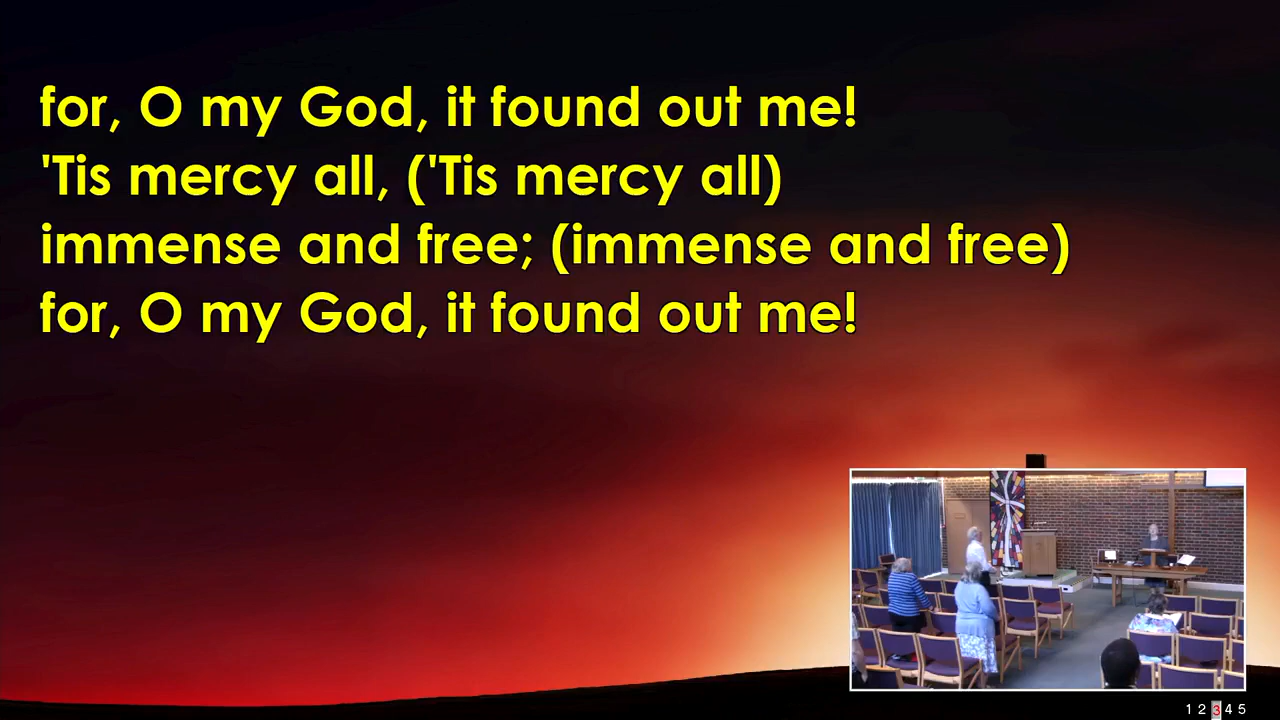 for, O my God, it found out me!
'Tis mercy all, ('Tis mercy all)
immense and free; (immense and free)
for, O my God, it found out me!
1 2 3 4 5